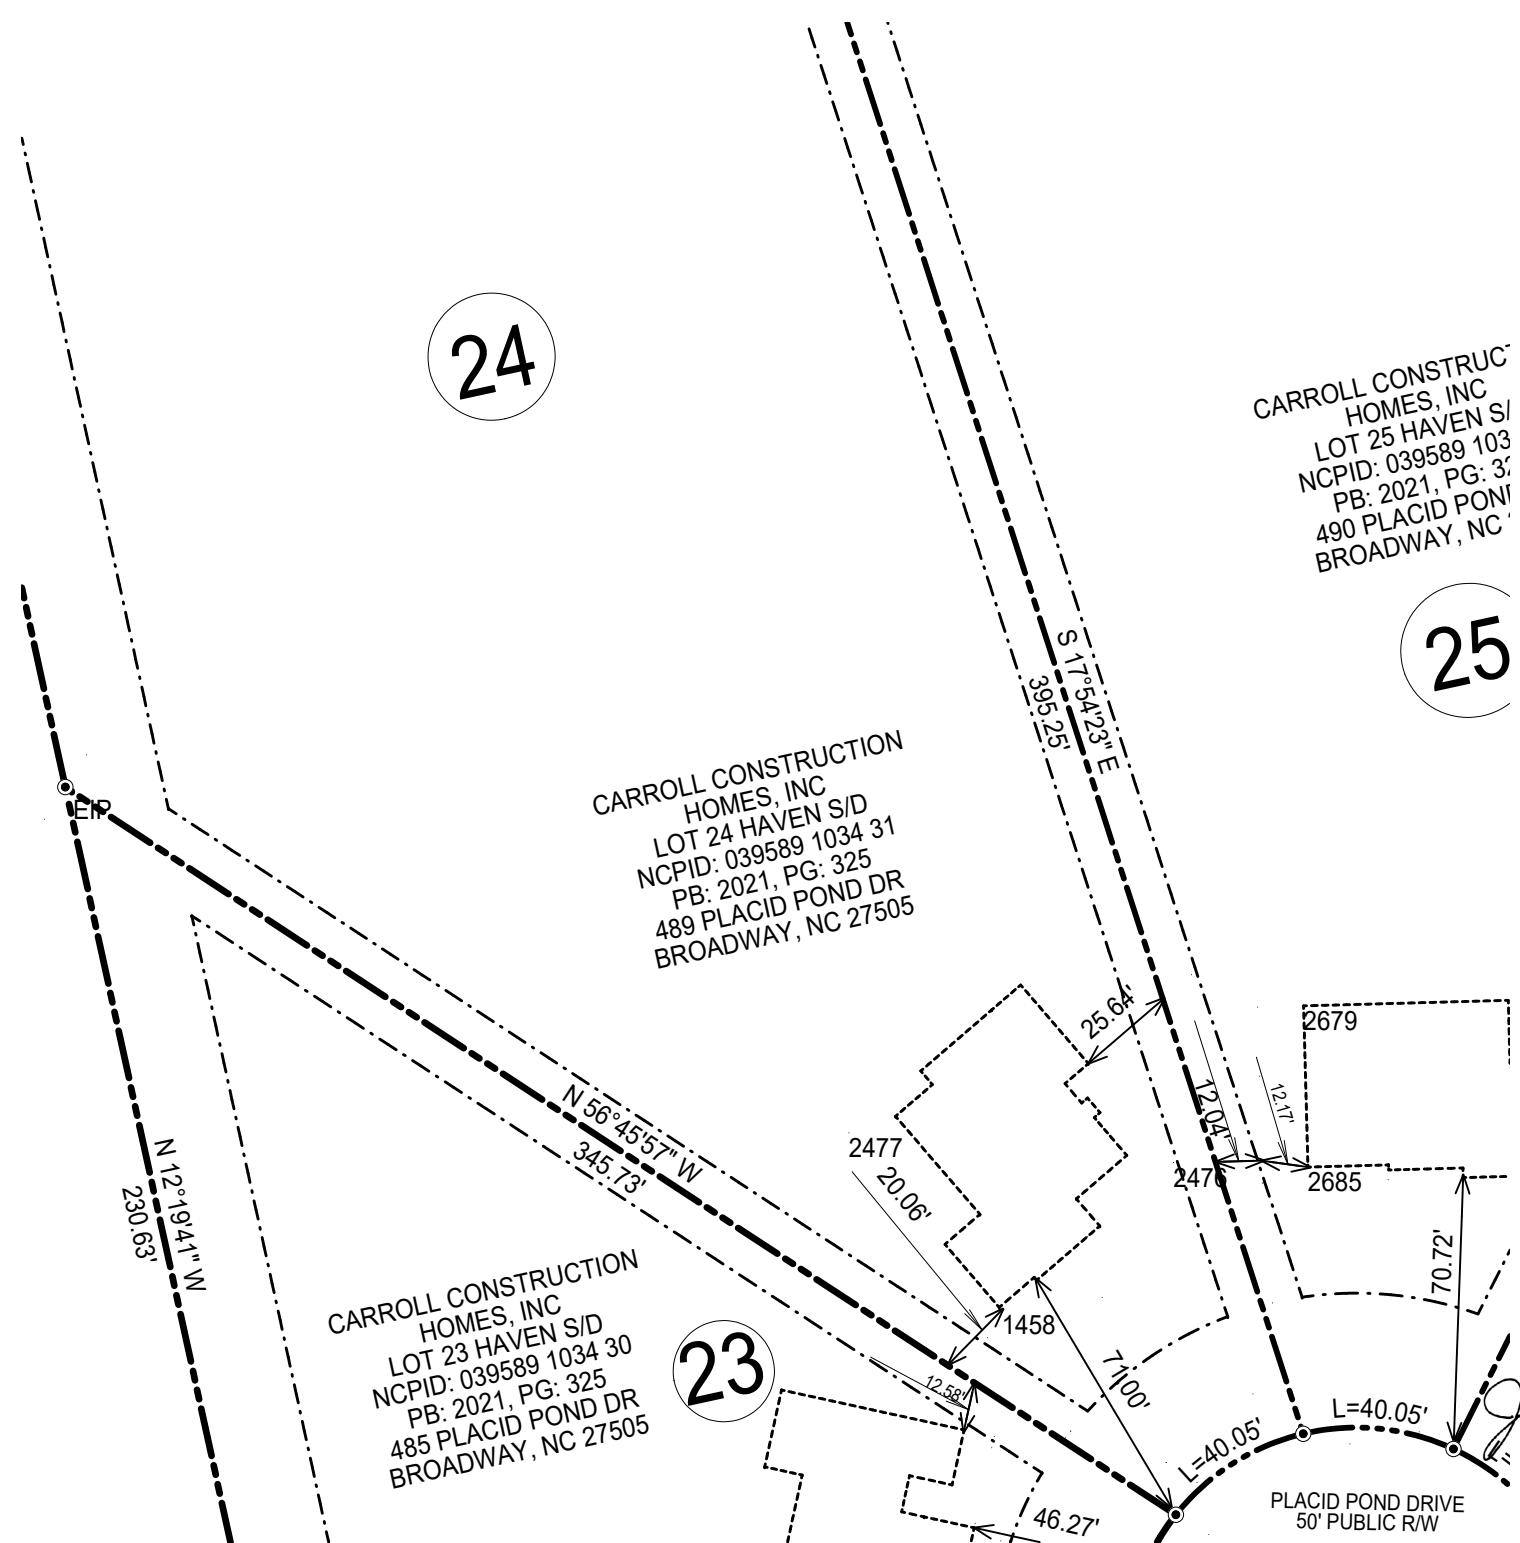 24
CARROLL CONSTRUCT
HOMES, INC
LOT 25 HAVEN S/
NCPID: 039589 103
PB: 2021, PG: 32
490 PLACID PON
BROADWAY, NC
25
S 17°54'23" E
395.25'
CARROLL CONSTRUCTION
HOMES, INC
LOT 24 HAVEN S/D
NCPID: 039589 1034 31
PB: 2021, PG: 325
489 PLACID POND DR
BROADWAY, NC 27505
EIP
25.64'
2679
12.04'
12.17'
N 56°45'57" W
345.73'
2477
20.06'
2476
2685
N 12°19'41" W
230.63'
70.72'
CARROLL CONSTRUCTION
HOMES, INC
LOT 23 HAVEN S/D
NCPID: 039589 1034 30
PB: 2021, PG: 325
485 PLACID POND DR
BROADWAY, NC 27505
23
1458
71.00'
12.58'
L=40.05'
L=40.05'
PLACID POND DRIVE
50' PUBLIC R/W
46.27'